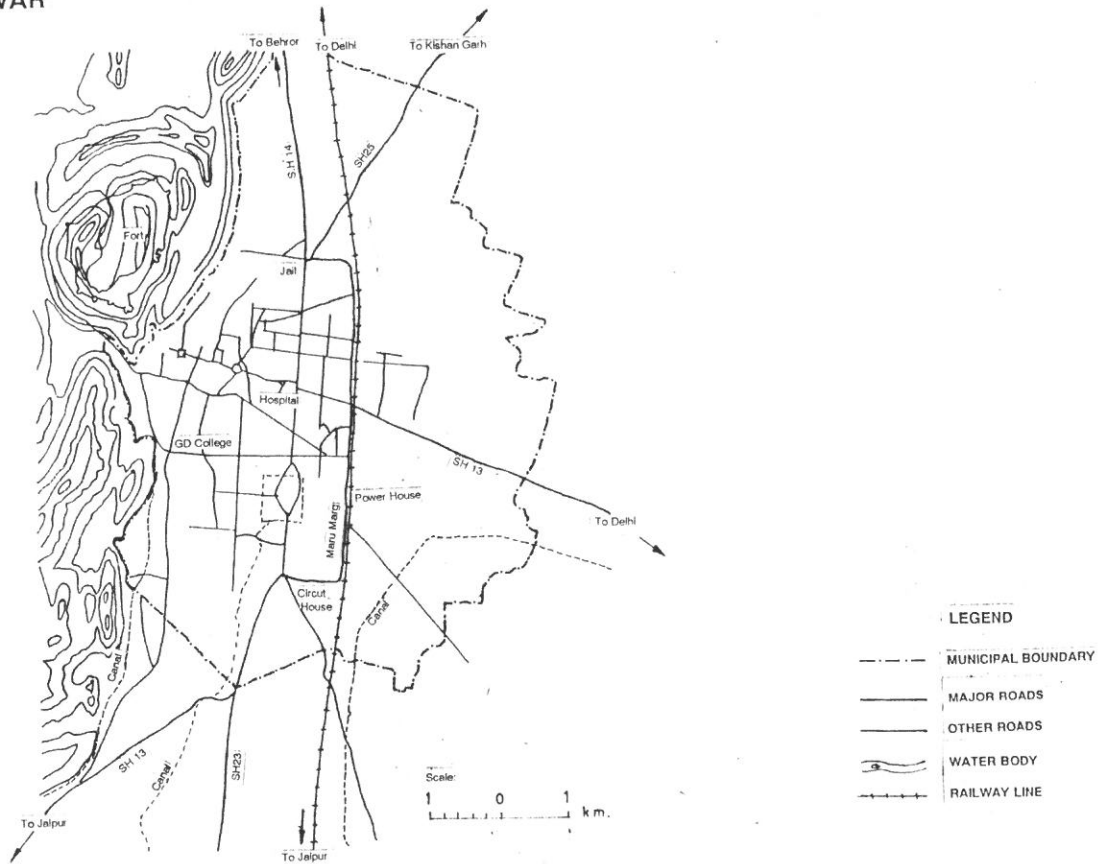 To Behror
To Delhi
To Kishan Garh
S.H 14
SH25
Fort
Jail
Hospital
GD College
SH 13
Power House
Maru Marg
To Delhi
Circut
House
Canal
Canal
SH 13
Canal
SH23
To Jaipur
To Jaipur
Scale:
1 0 1
km.
LEGEND
MUNICIPAL BOUNDARY
MAJOR ROADS
OTHER ROADS
WATER BODY
RAILWAY LINE